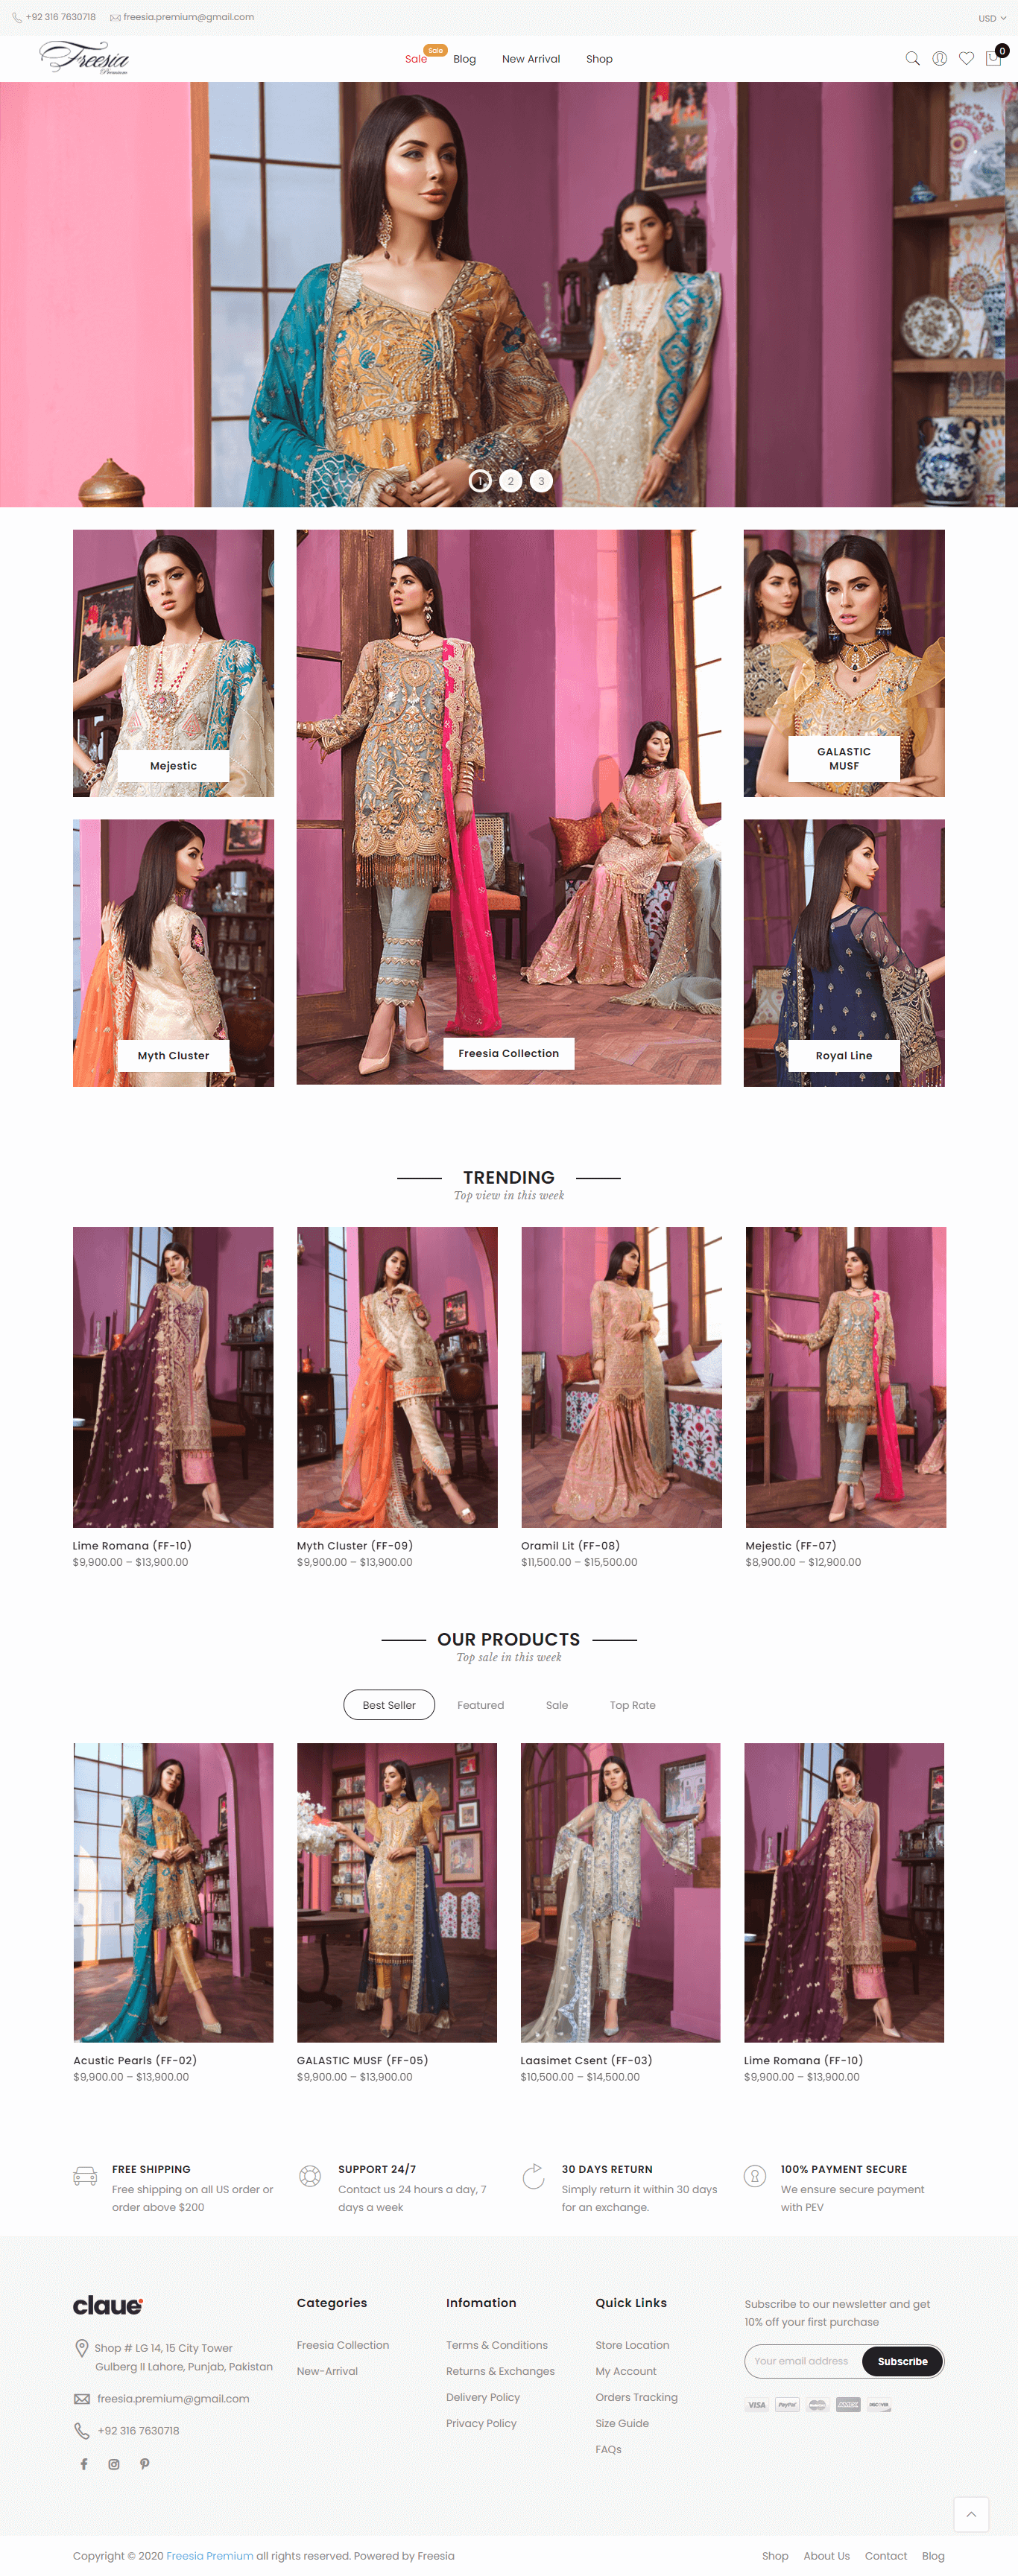 +92 316 7630718
freesia.premium@gmail.com
USD
Freesia
Premium
Sale
Sale
Blog
New Arrival
Shop
0
1
2
3
Mejestic
GALASTIC
MUSF
Myth Cluster
Freesia Collection
Royal Line
TRENDING
Top view in this week
Lime Romana (FF-10)
$9,900.00 – $13,900.00
Myth Cluster (FF-09)
$9,900.00 – $13,900.00
Oramil Lit (FF-08)
$11,500.00 – $15,500.00
Mejestic (FF-07)
$8,900.00 – $12,900.00
OUR PRODUCTS
Top sale in this week
Best Seller
Featured
Sale
Top Rate
Acustic Pearls (FF-02)
$9,900.00 – $13,900.00
GALASTIC MUSF (FF-05)
$9,900.00 – $13,900.00
Laasimet Csent (FF-03)
$10,500.00 – $14,500.00
Lime Romana (FF-10)
$9,900.00 – $13,900.00
FREE SHIPPING
Free shipping on all US order or
order above $200
SUPPORT 24/7
Contact us 24 hours a day, 7
days a week
30 DAYS RETURN
Simply return it within 30 days
for an exchange.
100% PAYMENT SECURE
We ensure secure payment
with PEV
claue
Shop # LG 14, 15 City Tower
Gulberg II Lahore, Punjab, Pakistan
freesia.premium@gmail.com
+92 316 7630718
Categories
Freesia Collection
New-Arrival
Infomation
Terms & Conditions
Returns & Exchanges
Delivery Policy
Privacy Policy
Quick Links
Store Location
My Account
Orders Tracking
Size Guide
FAQs
Subscribe to our newsletter and get
10% off your first purchase
Your email address
Subscribe
VISA
PayPal
DISCOVER
Copyright © 2020 Freesia Premium all rights reserved. Powered by Freesia
Shop
About Us
Contact
Blog